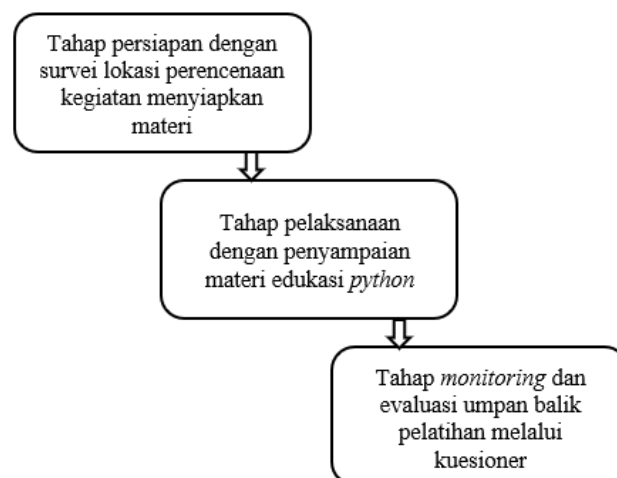 Tahap persiapan dengan
survei lokasi perencenaan
kegiatan menyiapkan
materi
Tahap pelaksanaan
dengan penyampaian
materi edukasi python
Tahap monitoring dan
evaluasi umpan balik
pelatihan melalui
kuesioner